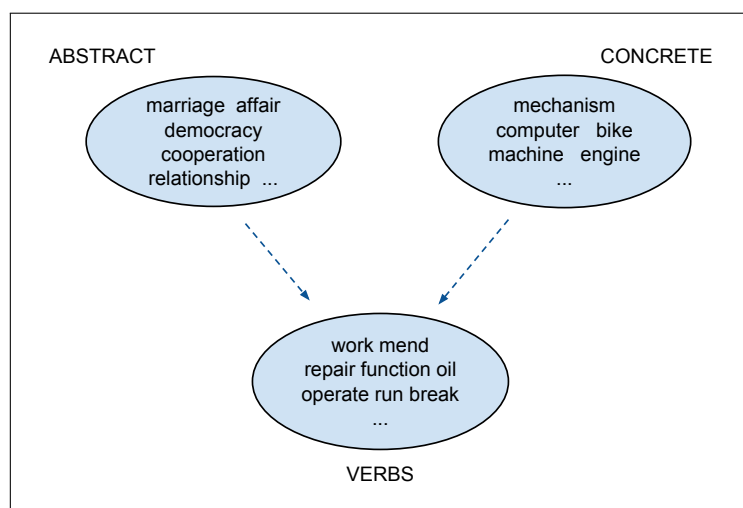 ABSTRACT
marriage affair
democracy
cooperation
relationship ...
CONCRETE
mechanism
computer bike
machine engine
...
work mend
repair function oil
operate run break
...
VERBS